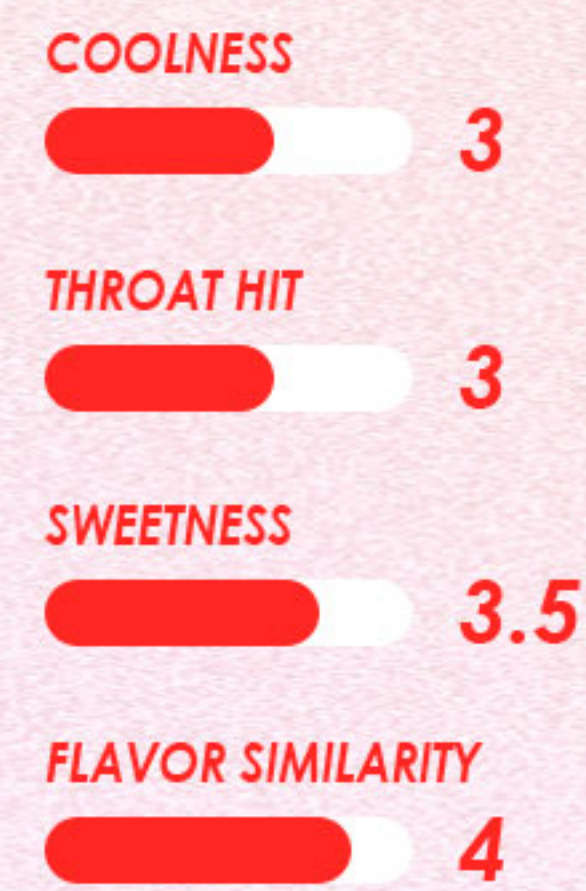 COOLNESS
3
THROAT HIT
3
SWEETNESS
3.5
FLAVOR SIMILARITY
4